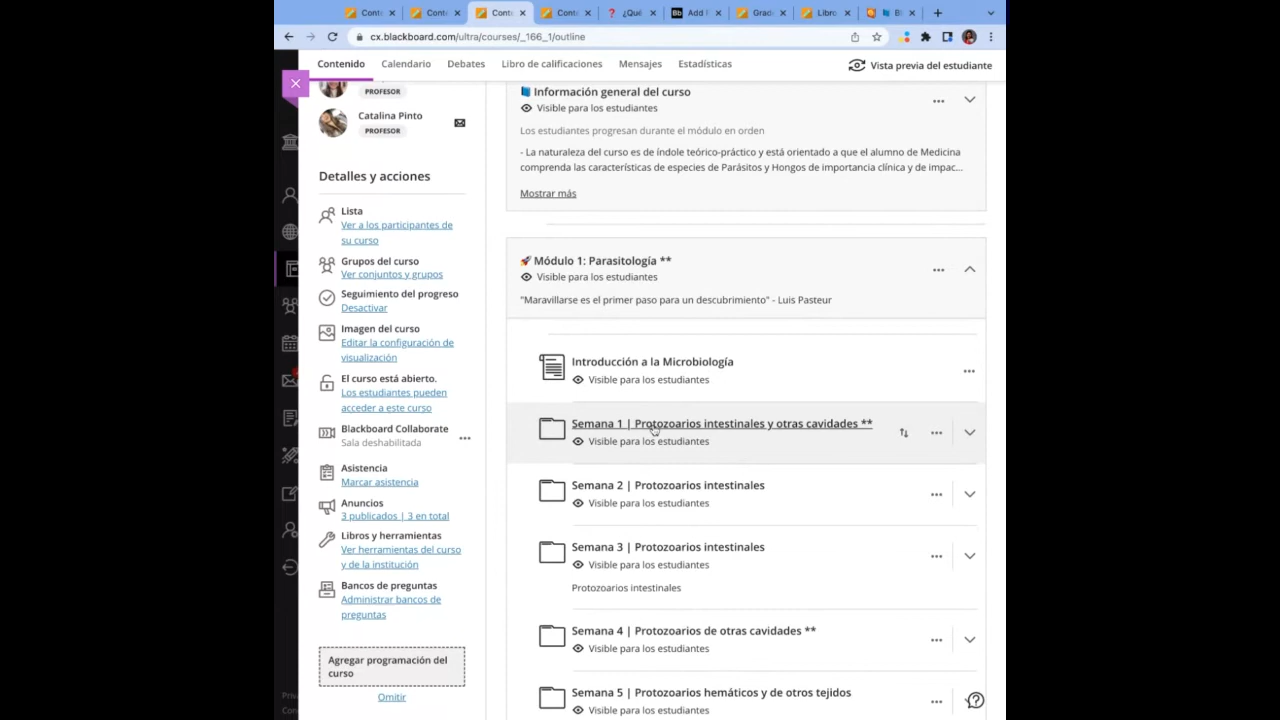 Conte
Conte
Conte
Conte
¿Qué
Add
Grad
Libro
cx.blackboard.com/ultra/courses/_166_1/outline
Contenido
Calendario
Debates
Libro de calificaciones
Mensajes
Estadísticas
Vista previa del estudiante
PROFESOR
Catalina Pinto
PROFESOR
Detalles y acciones
Lista
Ver a los participantes de
su curso
Grupos del curso
Ver conjuntos y grupos
Seguimiento del progreso
Desactivar
Imagen del curso
Editar la configuración de
visualización
El curso está abierto.
Los estudiantes pueden
acceder a este curso
Blackboard Collaborate
Sala deshabilitada
Asistencia
Marcar asistencia
Anuncios
3 publicados | 3 en total
Libros y herramientas
Ver herramientas del curso
y de la institución
Bancos de preguntas
Administrar bancos de
preguntas
Agregar programación del
curso
Omitir
Información general del curso
Visible para los estudiantes
Los estudiantes progresan durante el módulo en orden
- La naturaleza del curso es de índole teórico-práctico y está orientado a que el alumno de Medicina
comprenda las características de especies de Parásitos y Hongos de importancia clínica y de impac...
Mostrar más
Módulo 1: Parasitología **
Visible para los estudiantes
"Maravillarse es el primer paso para un descubrimiento" - Luis Pasteur
Introducción a la Microbiología
Visible para los estudiantes
Semana 1 | Protozoarios intestinales y otras cavidades **
Visible para los estudiantes
Semana 2 | Protozoarios intestinales
Visible para los estudiantes
Semana 3 | Protozoarios intestinales
Visible para los estudiantes
Protozoarios intestinales
Semana 4 | Protozoarios de otras cavidades **
Visible para los estudiantes
Semana 5 | Protozoarios hemáticos y de otros tejidos
Visible para los estudiantes